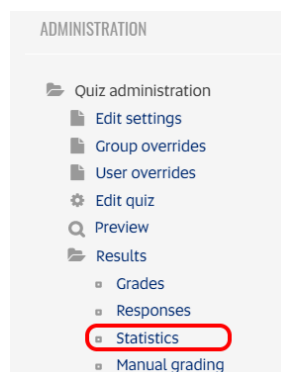 ADMINISTRATION
Quiz administration
Edit settings
Group overrides
User overrides
Edit quiz
Preview
Results
Grades
Responses
Statistics
Manual grading